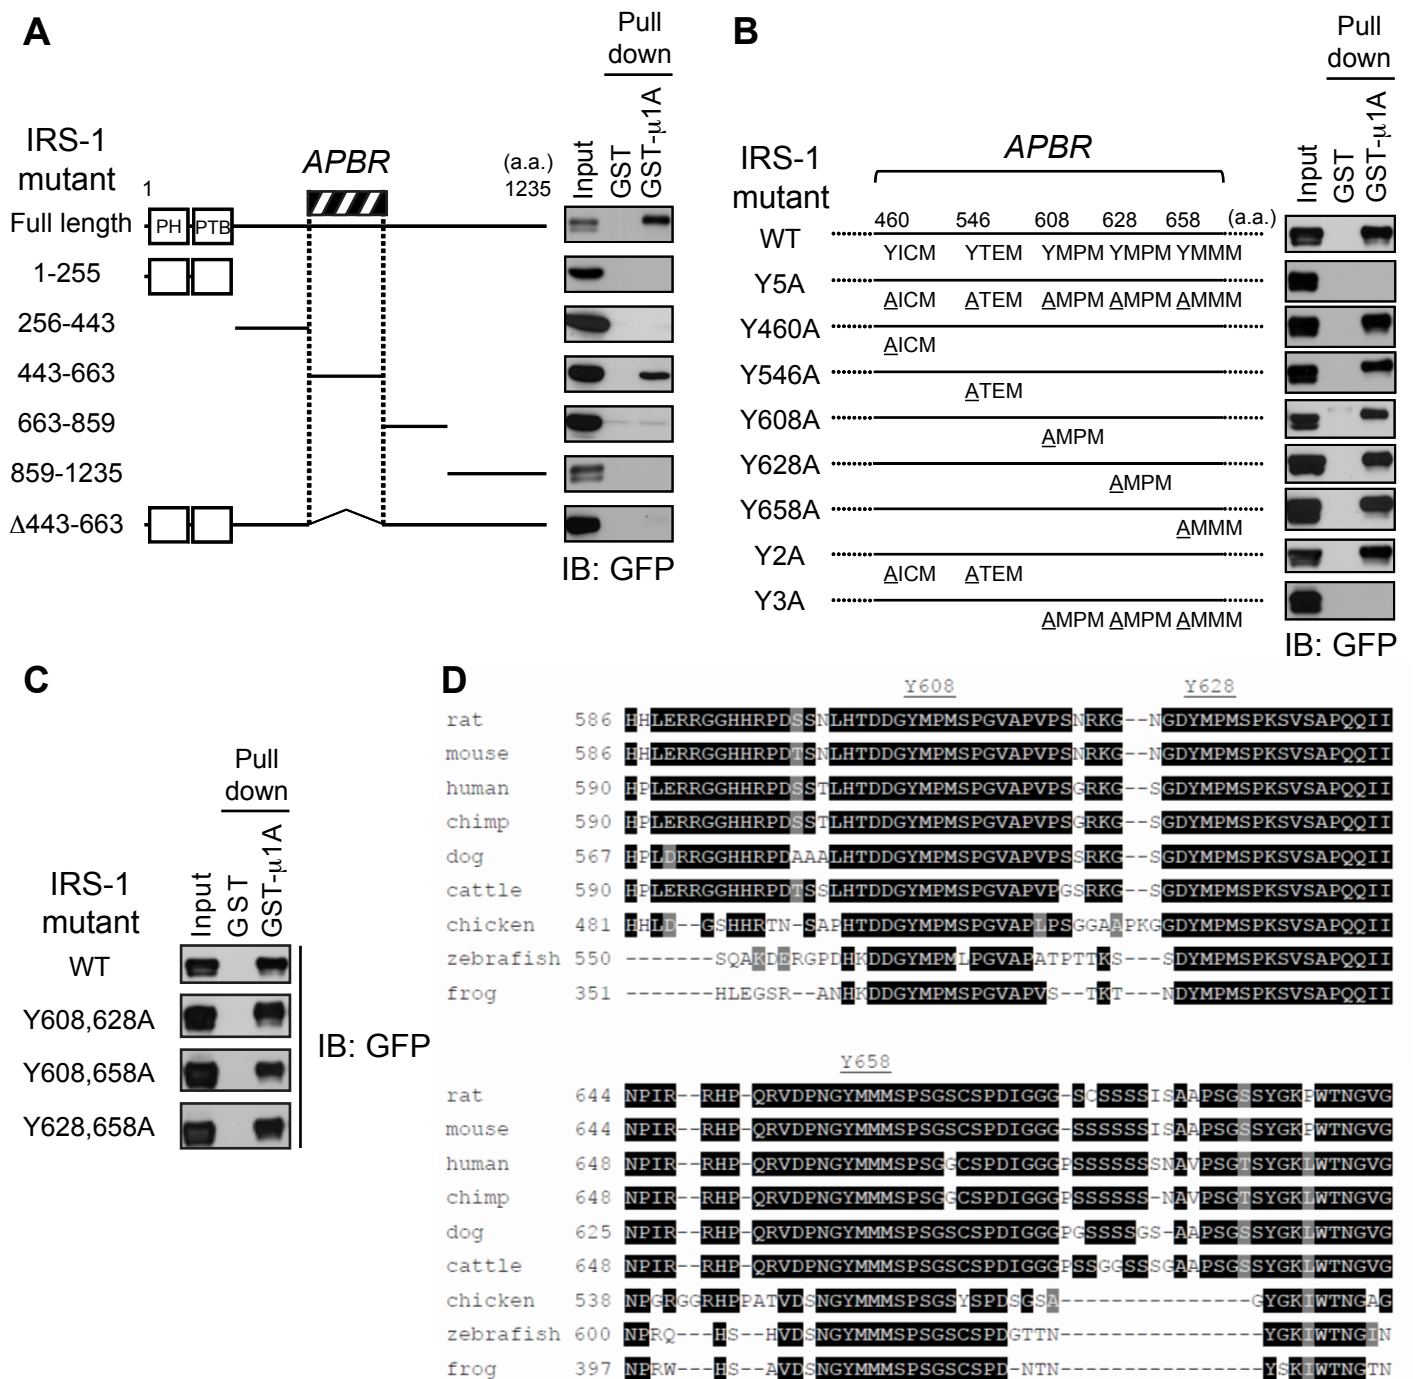 A
Pull
down
IRS-1
mutant
APBR
(a.a.)
1
1235
Input
GST
GST-μ1A
Full length
PH
PTB
1-255
256-443
443-663
663-859
859-1235
Δ443-663
IB: GFP
B
Pull
down
IRS-1
mutant
APBR
Input
GST
GST-μ1A
460 546 608 628 658 (a.a.)
WT
YICM YTEM YMPM YMPM YMMM
Y5A
AICM ATEM AMPM AMPM AMMM
Y460A
AICM
Y546A
ATEM
Y608A
AMPM
Y628A
AMPM
Y658A
AMMM
Y2A
AICM ATEM
Y3A
AMPM AMPM AMMM
IB: GFP
C
Pull
down
IRS-1
mutant
Input
GST
GST-μ1A
WT
Y608,628A
Y608,658A
Y628,658A
IB: GFP
D
Y608 Y628
rat 586 HHLERRGGHHRPDSSNLHTDDGYMPMSPGVAPVPSNRKG--NGDYMPMSPKSVSAPQQII
mouse 586 HHLERRGGHHRPDTSNLHTDDGYMPMSPGVAPVPSNRKG--NGDYMPMSPKSVSAPQQII
human 590 HPLERRGGHHRPDSSTLHTDDGYMPMSPGVAPVPSGRKG--SGDYMPMSPKSVSAPQQII
chimp 590 HPLERRGGHHRPDSSTLHTDDGYMPMSPGVAPVPSGRKG--SGDYMPMSPKSVSAPQQII
dog 567 HPLDRRGGHHRPDAAALHTDDGYMPMSPGVAPVPSSRKG--SGDYMPMSPKSVSAPQQII
cattle 590 HPLERRGGHHRPDTSSLHTDDGYMPMSPGVAPVPGSRKG--SGDYMPMSPKSVSAPQQII
chicken 481 HHLD--GSHHRTN-SAPHTDDGYMPMSPGVAPLPSGGAAPKGGDYMPMSPKSVSAPQQII
zebrafish 550 -------SQAKDERGPDHKDDGYMPMLPGVAPATPTTKS---SDYMPMSPKSVSAPQQII
frog 351 -------HLEGSR--ANHKDDGYMPMSPGVAPVS--TKT---NDYMPMSPKSVSAPQQII
Y658
rat 644 NPIR--RHP-QRVDPNGYMMMSPSGSCSPDIGGG-SCSSSSISAAPSGSSYGKPWTNGVG
mouse 644 NPIR--RHP-QRVDPNGYMMMSPSGSCSPDIGGG-SSSSSSISAAPSGSSYGKPWTNGVG
human 648 NPIR--RHP-QRVDPNGYMMMSPSGGCSPDIGGGPSSSSSSSNAVPSGTSYGKLWTNGVG
chimp 648 NPIR--RHP-QRVDPNGYMMMSPSGGCSPDIGGGPSSSSSS-NAVPSGTSYGKLWTNGVG
dog 625 NPIR--RHP-QRVDPNGYMMMSPSGSCSPDIGGGPGSSSSGS-AAPSGSSYGKLWTNGVG
cattle 648 NPIR--RHP-QRVDPNGYMMMSPSGSCSPDIGGGPSSGGSSSGAAPSGSSYGKLWTNGVG
chicken 538 NPGRGGRHPPATVDSNGYMMMSPSGSYSPDSGSA---------------GYGKIWTNGAG
zebrafish 600 NPRQ---HS--HVDSNGYMMMSPSGSCSPDGTTN----------------YGKIWTNGIN
frog 397 NPRW---HS--AVDSNGYMMMSPSGSCSPD-NTN----------------YSKIWTNGTN